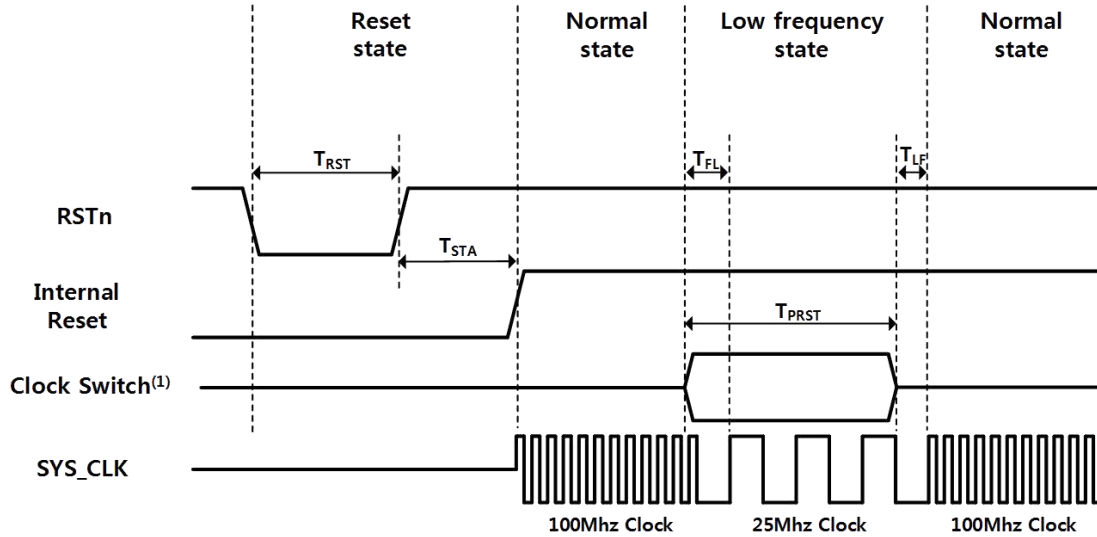 Reset
state
Normal
state
Low frequency
state
Normal
state
TRST
TFL
TLF
RSTn
TSTA
Internal
Reset
TPRST
Clock Switch(1)
SYS_CLK
100Mhz Clock
25Mhz Clock
100Mhz Clock